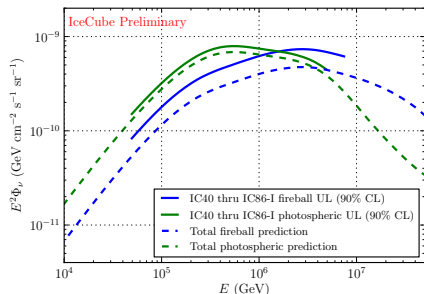 IceCube Preliminary
10⁻⁹
10⁻¹⁰
10⁻¹¹
E²Φν (GeV cm⁻² s⁻¹ sr⁻¹)
IC40 thru IC86-I fireball UL (90% CL)
IC40 thru IC86-I photospheric UL (90% CL)
Total fireball prediction
Total photospheric prediction
10⁴ 10⁵ 10⁶ 10⁷
E (GeV)